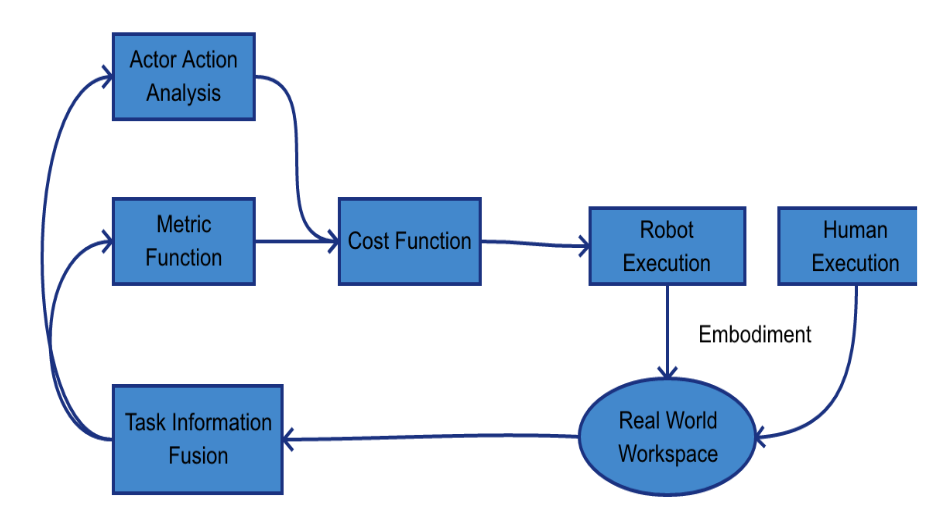 Actor Action
Analysis
Metric
Function
Cost Function
Robot
Execution
Human
Execution
Embodiment
Task Information
Fusion
Real World
Workspace